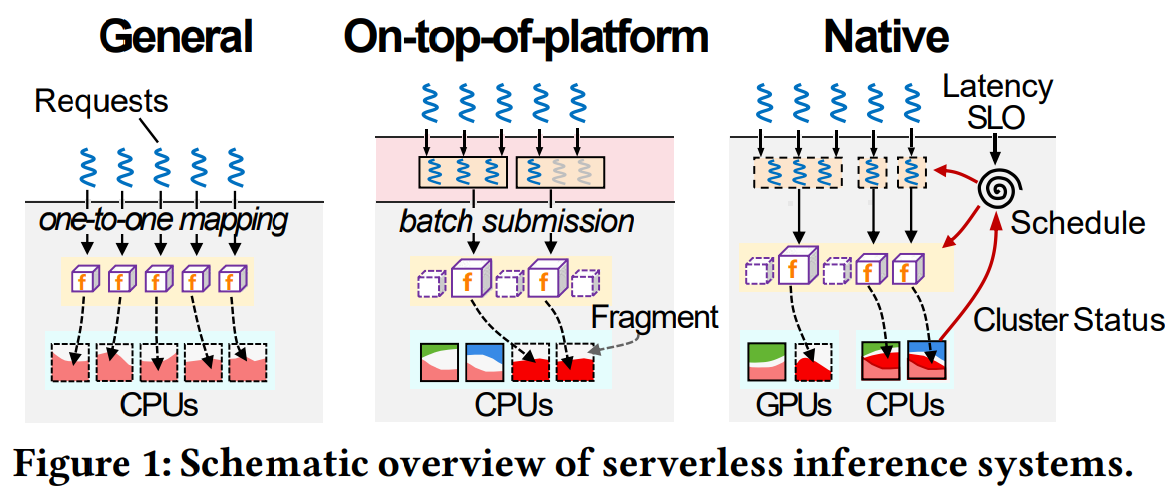 General
Requests
one-to-one mapping
f f f f f
CPUs
On-top-of-platform
batch submission
f f
Fragment
CPUs
Native
Latency
SLO
Schedule
f f f
Cluster Status
GPUs
CPUs
Figure 1: Schematic overview of serverless inference systems.